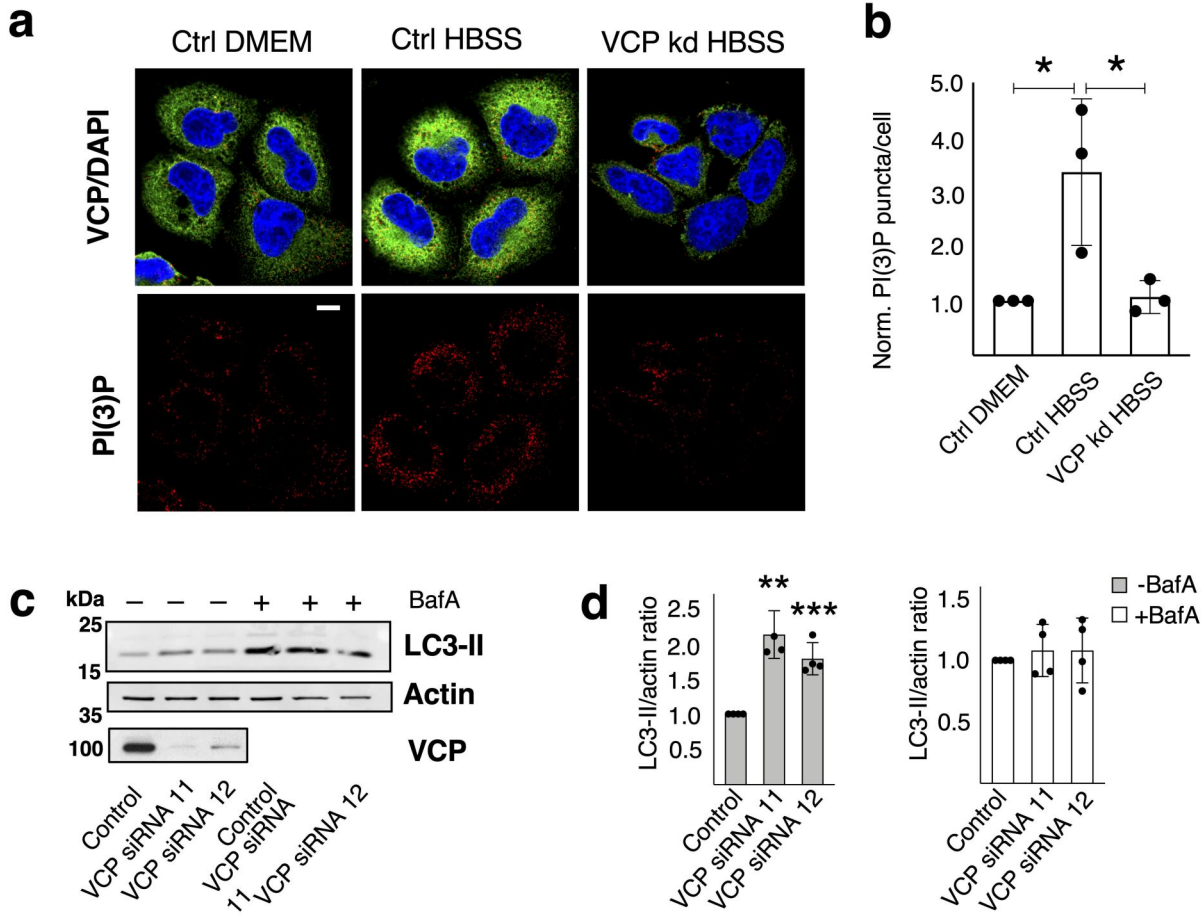 a
Ctrl DMEM
Ctrl HBSS
VCP kd HBSS
VCP/DAPI
PI(3)P
b
* *
Norm. PI(3)P puncta/cell
5.0
4.0
3.0
2.0
1.0
Ctrl DMEM
Ctrl HBSS
VCP kd HBSS
c
kDa
− − − + + + BafA
25
15
LC3-II
35
Actin
100
VCP
Control
VCP siRNA 11
VCP siRNA 12
Control
VCP siRNA
11
VCP siRNA 12
d
LC3-II/actin ratio
2.5
2.0
1.5
1.0
0.5
**
***
Control
VCP siRNA 11
VCP siRNA 12
LC3-II/actin ratio
1.5
1.0
0.5
Control
VCP siRNA 11
VCP siRNA 12
-BafA
+BafA